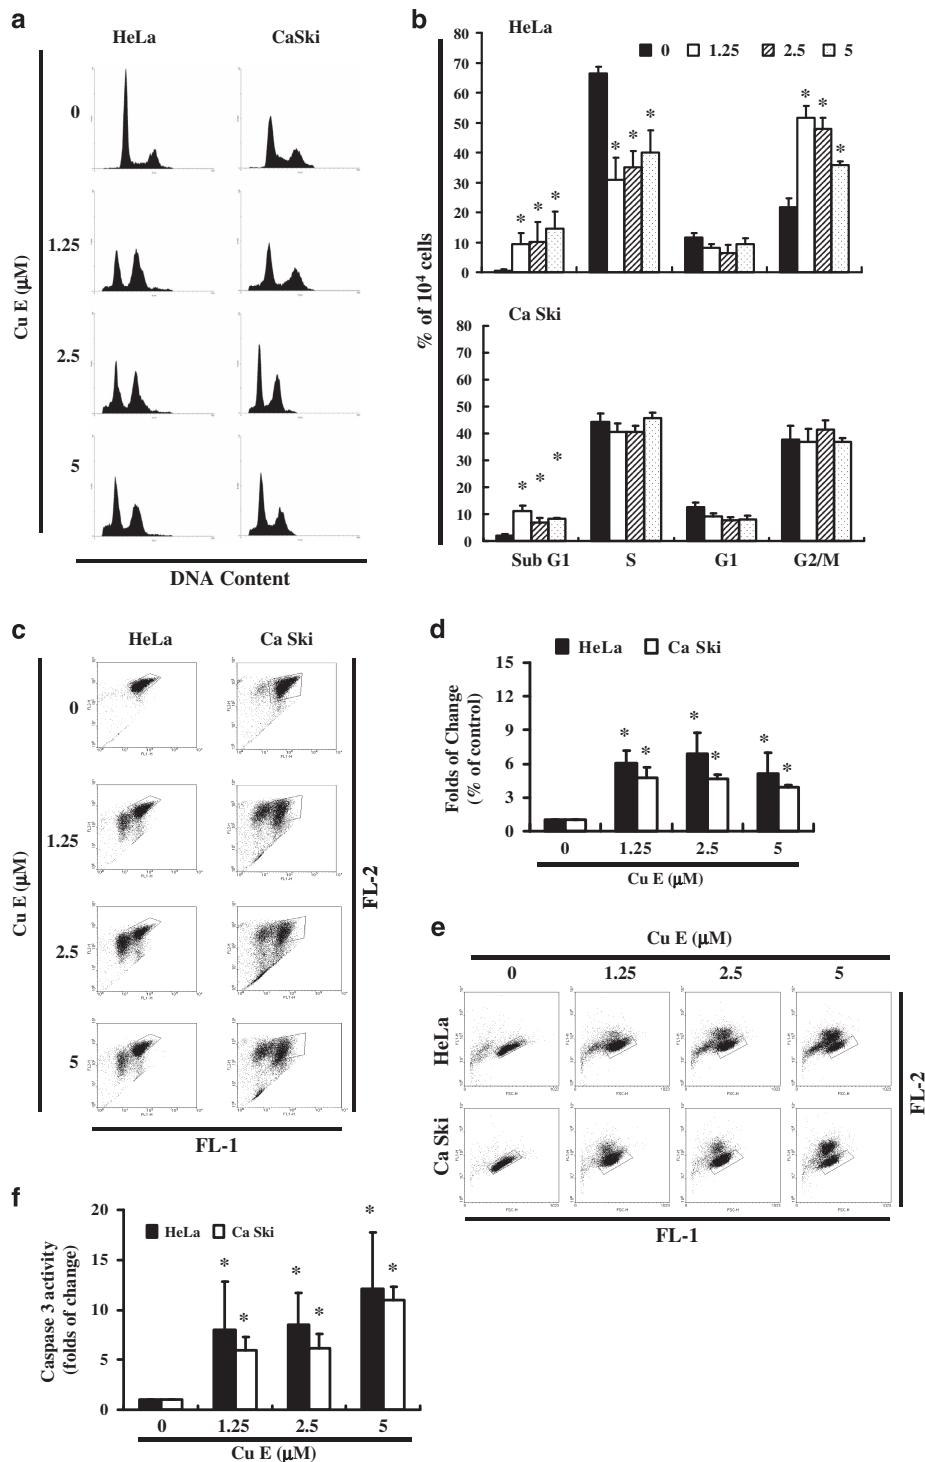 a
HeLa
CaSki
0
1.25
2.5
5
Cu E (µM)
DNA Content
b
HeLa
0 1.25 2.5 5
80
70
60
50
40
30
20
10
0
* * *
* * *
* * *
% of 10⁴ cells
Ca Ski
80
70
60
50
40
30
20
10
0
* * *
Sub G1 S G1 G2/M
c
HeLa Ca Ski
0
1.25
2.5
5
Cu E (µM)
FL-2
FL-1
d
HeLa Ca Ski
15
12
9
6
3
0
Folds of Change
(% of control)
* * * * * *
0 1.25 2.5 5
Cu E (µM)
e
Cu E (µM)
0 1.25 2.5 5
HeLa
Ca Ski
FL-2
FL-1
f
HeLa Ca Ski
20
15
10
5
0
Caspase 3 activity
(folds of change)
* * * * * *
0 1.25 2.5 5
Cu E (µM)